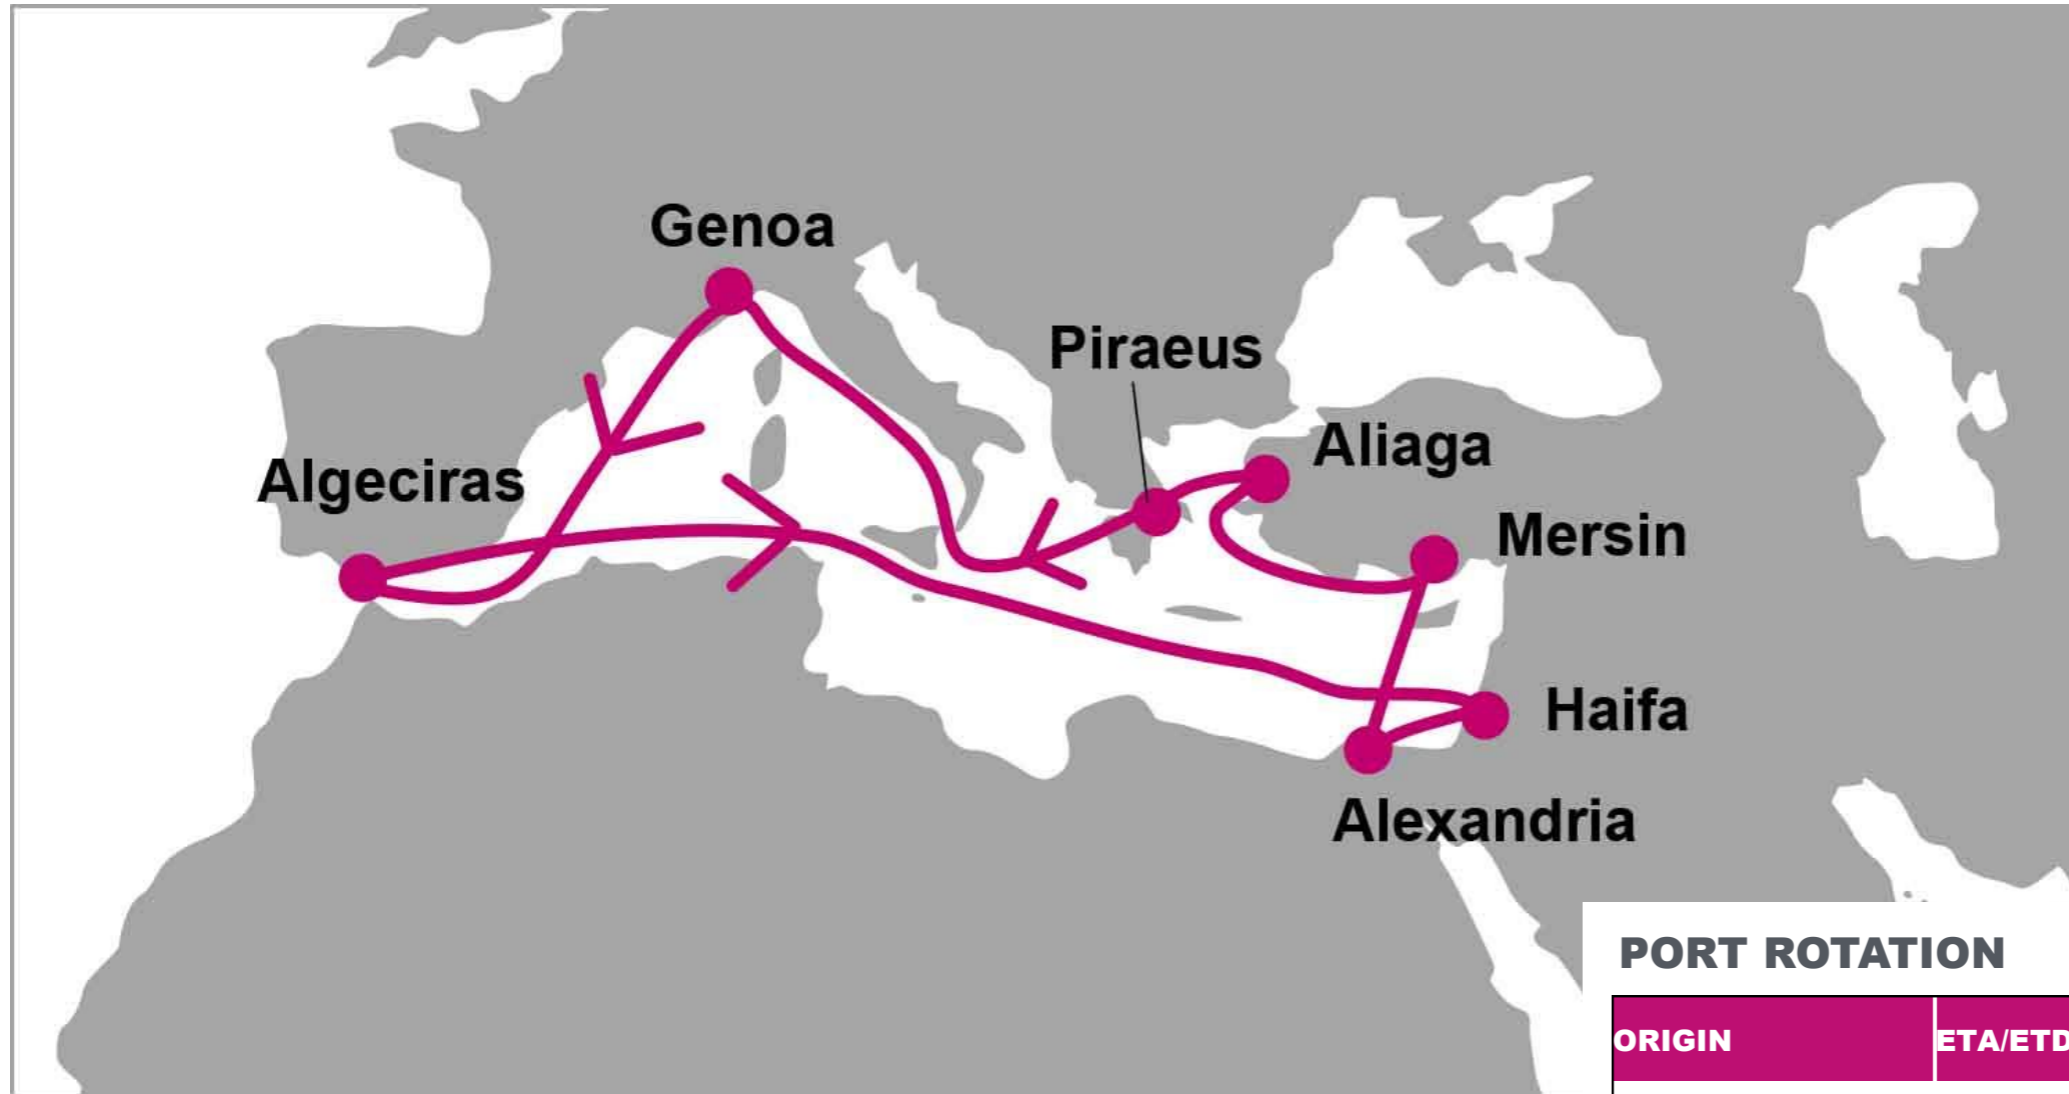 Genoa
Piraeus
Aliaga
Algeciras
Mersin
Haifa
Alexandria
PORT ROTATION
ORIGIN ETA/ETD